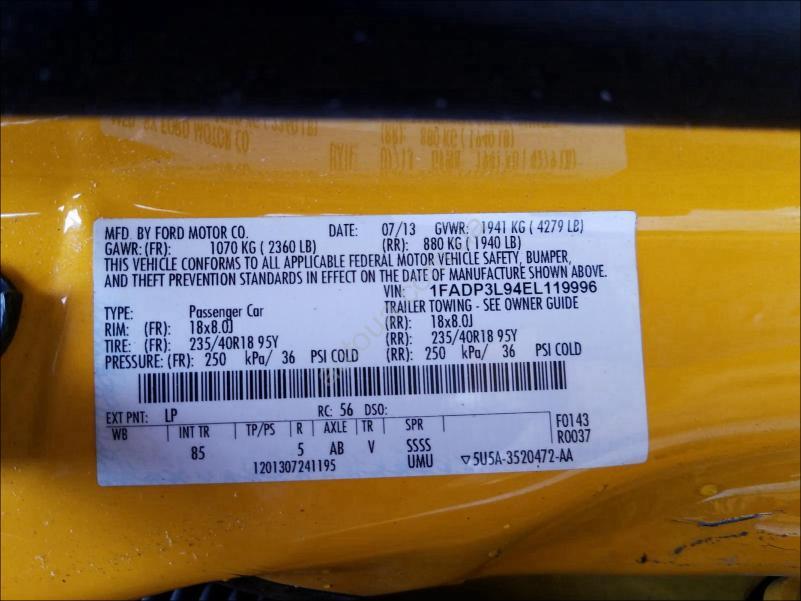 MFD. BY FORD MOTOR CO. DATE: 07/13 GVWR: 1941 KG ( 4279 LB)
GAWR: (FR): 1070 KG ( 2360 LB) (RR): 880 KG ( 1940 LB)
THIS VEHICLE CONFORMS TO ALL APPLICABLE FEDERAL MOTOR VEHICLE SAFETY, BUMPER,
AND THEFT PREVENTION STANDARDS IN EFFECT ON THE DATE OF MANUFACTURE SHOWN ABOVE.
VIN: 1FADP3L94EL119996
TYPE: Passenger Car TRAILER TOWING - SEE OWNER GUIDE
RIM: (FR): 18x8.0J (RR): 18x8.0J
TIRE: (FR): 235/40R18 95Y (RR): 235/40R18 95Y
PRESSURE: (FR): 250 kPa/ 36 PSI COLD (RR): 250 kPa/ 36 PSI COLD
EXT PNT: LP RC: 56 DSO: F0143
WB INT TR TP/PS R AXLE TR SPR R0037
85 5 AB V SSSS
1201307241195 UMU ▽5U5A-3520472-AA